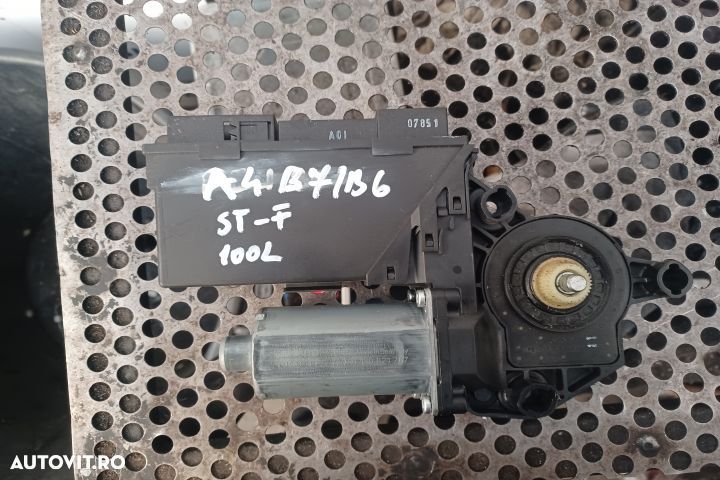 A01
07851
A4 B7/B6
ST-F
100L
AUTOVIT.RO